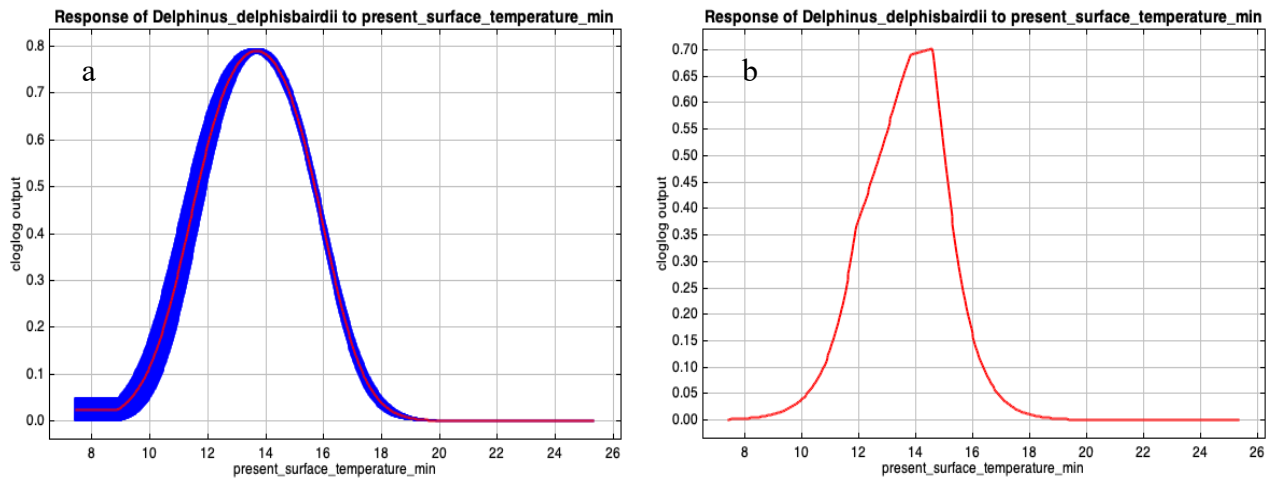 Response of Delphinus_delphisbairdii to present_surface_temperature_min
a
cloglog output
0.8
0.7
0.6
0.5
0.4
0.3
0.2
0.1
0.0
8 10 12 14 16 18 20 22 24 26
present_surface_temperature_min
Response of Delphinus_delphisbairdii to present_surface_temperature_min
b
cloglog output
0.70
0.65
0.60
0.55
0.50
0.45
0.40
0.35
0.30
0.25
0.20
0.15
0.10
0.05
0.00
8 10 12 14 16 18 20 22 24 26
present_surface_temperature_min